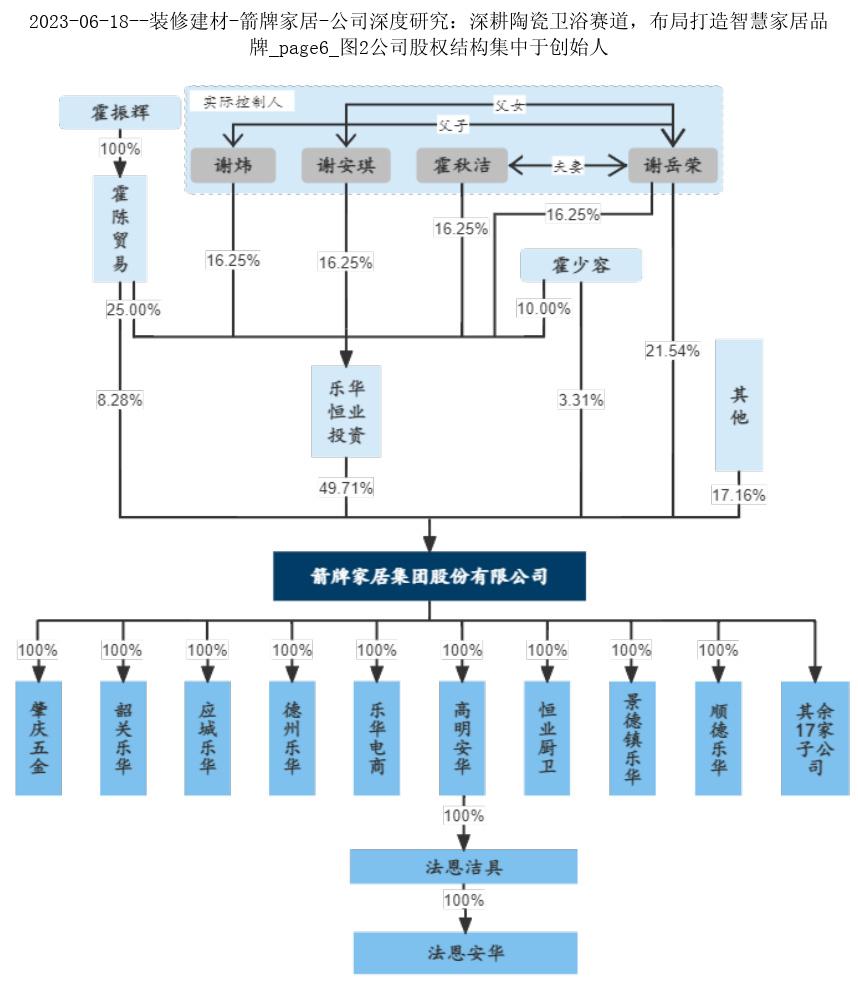 2023-06-18--装修建材-箭牌家居-公司深度研究：深耕陶瓷卫浴赛道，布局打造智慧家居品
牌_page6_图2公司股权结构集中于创始人
霍振辉
实际控制人
父女
父子
100%
谢炜
谢安琪
霍秋洁
夫妻
谢岳荣
霍
陈
贸
易
16.25%
16.25%
16.25%
16.25%
霍少容
25.00%
10.00%
21.54%
8.28%
乐华
恒业
投资
3.31%
其
他
49.71%
17.16%
箭牌家居集团股份有限公司
100%
100%
100%
100%
100%
100%
100%
100%
100%
肇庆五金
韶关乐华
应城乐华
德州乐华
乐华电商
高明安华
恒业厨卫
景德镇乐华
顺德乐华
其余
17家
子公司
100%
法恩洁具
100%
法恩安华